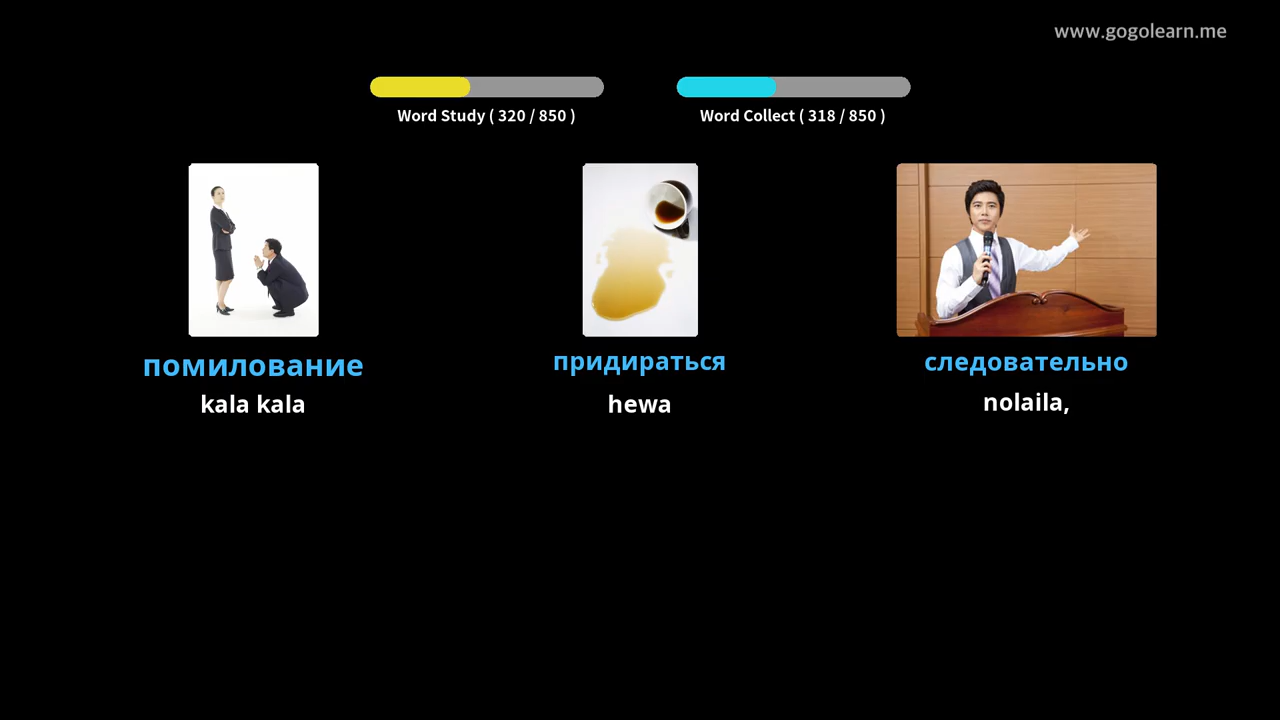 www.gogolearn.me
Word Study ( 320 / 850 )
Word Collect ( 318 / 850 )
помилование
придираться
следовательно
kala kala
hewa
nolaila,